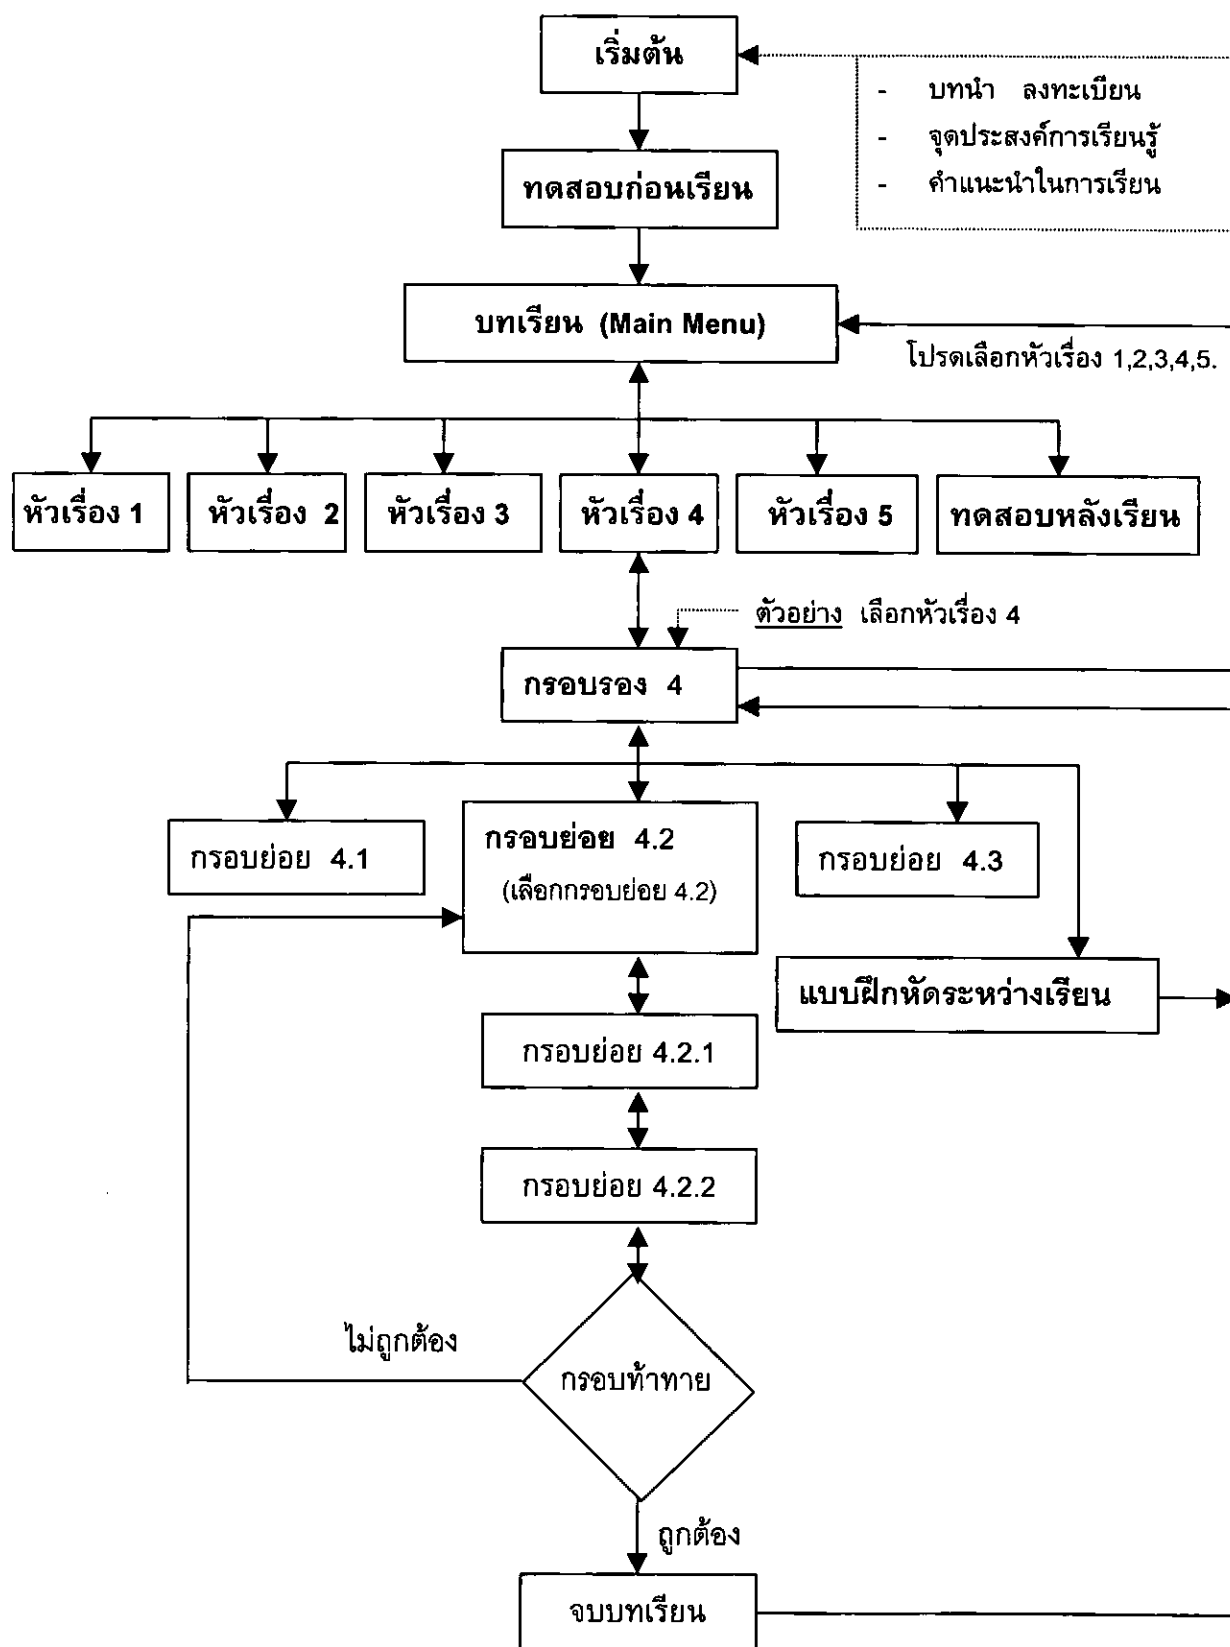 เริ่มต้น
- บทนำ ลงทะเบียน
- จุดประสงค์การเรียนรู้
- คำแนะนำในการเรียน
ทดสอบก่อนเรียน
บทเรียน (Main Menu)
โปรดเลือกหัวเรื่อง 1,2,3,4,5.
หัวเรื่อง 1
หัวเรื่อง 2
หัวเรื่อง 3
หัวเรื่อง 4
หัวเรื่อง 5
ทดสอบหลังเรียน
ตัวอย่าง เลือกหัวเรื่อง 4
กรอบรอง 4
กรอบย่อย 4.1
กรอบย่อย 4.2
(เลือกกรอบย่อย 4.2)
กรอบย่อย 4.3
แบบฝึกหัดระหว่างเรียน
กรอบย่อย 4.2.1
กรอบย่อย 4.2.2
ไม่ถูกต้อง
กรอบท้าทาย
ถูกต้อง
จบบทเรียน